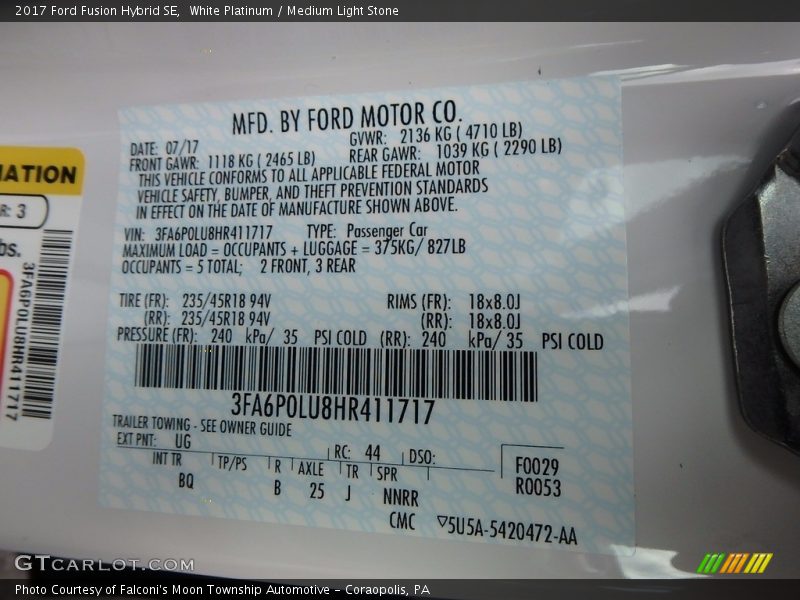 2017 Ford Fusion Hybrid SE,  White Platinum / Medium Light Stone
MFD. BY FORD MOTOR CO.
DATE: 07/17 GVWR: 2136 KG ( 4710 LB)
FRONT GAWR: 1118 KG ( 2465 LB) REAR GAWR: 1039 KG ( 2290 LB)
THIS VEHICLE CONFORMS TO ALL APPLICABLE FEDERAL MOTOR
VEHICLE SAFETY, BUMPER, AND THEFT PREVENTION STANDARDS
IN EFFECT ON THE DATE OF MANUFACTURE SHOWN ABOVE.
VIN: 3FA6P0LU8HR411717 TYPE: Passenger Car
MAXIMUM LOAD = OCCUPANTS + LUGGAGE = 375KG/ 827LB
OCCUPANTS = 5 TOTAL; 2 FRONT, 3 REAR
TIRE (FR): 235/45R18 94V RIMS (FR): 18x8.0J
(RR): 235/45R18 94V (RR): 18x8.0J
PRESSURE (FR): 240 kPa/ 35 PSI COLD (RR): 240 kPa/ 35 PSI COLD
3FA6P0LU8HR411717
TRAILER TOWING - SEE OWNER GUIDE
EXT PNT: UG RC: 44 DSO:
INT TR TP/PS R AXLE TR SPR F0029
BQ B 25 J NNRR R0053
CMC ▽5U5A-5420472-AA
MATION
R: 3
bs.
3FA6P0LU8HR411717
GTCARLOT.COM
Photo Courtesy of Falconi's Moon Township Automotive – Coraopolis, PA